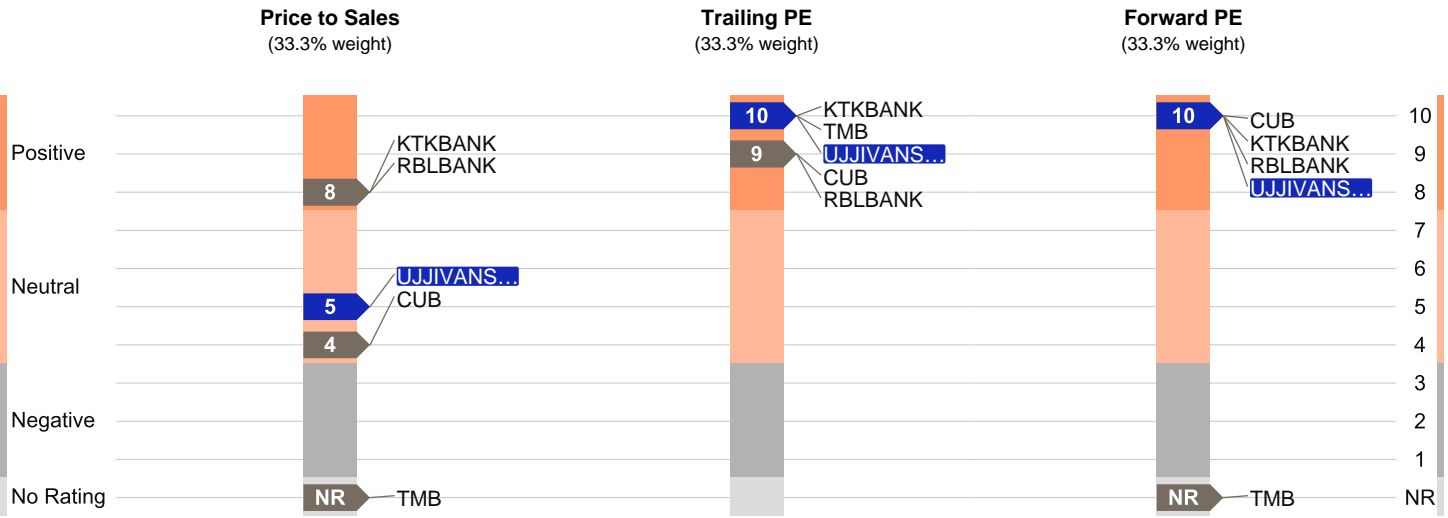 Price to Sales
(33.3% weight)
Trailing PE
(33.3% weight)
Forward PE
(33.3% weight)
Positive
Neutral
Negative
No Rating
8
KTKBANK
RBLBANK
5
UJJIVANS...
CUB
4
NR
TMB
10
KTKBANK
TMB
UJJIVANS...
9
CUB
RBLBANK
10
CUB
KTKBANK
RBLBANK
UJJIVANS...
NR
TMB
10
9
8
7
6
5
4
3
2
1
NR